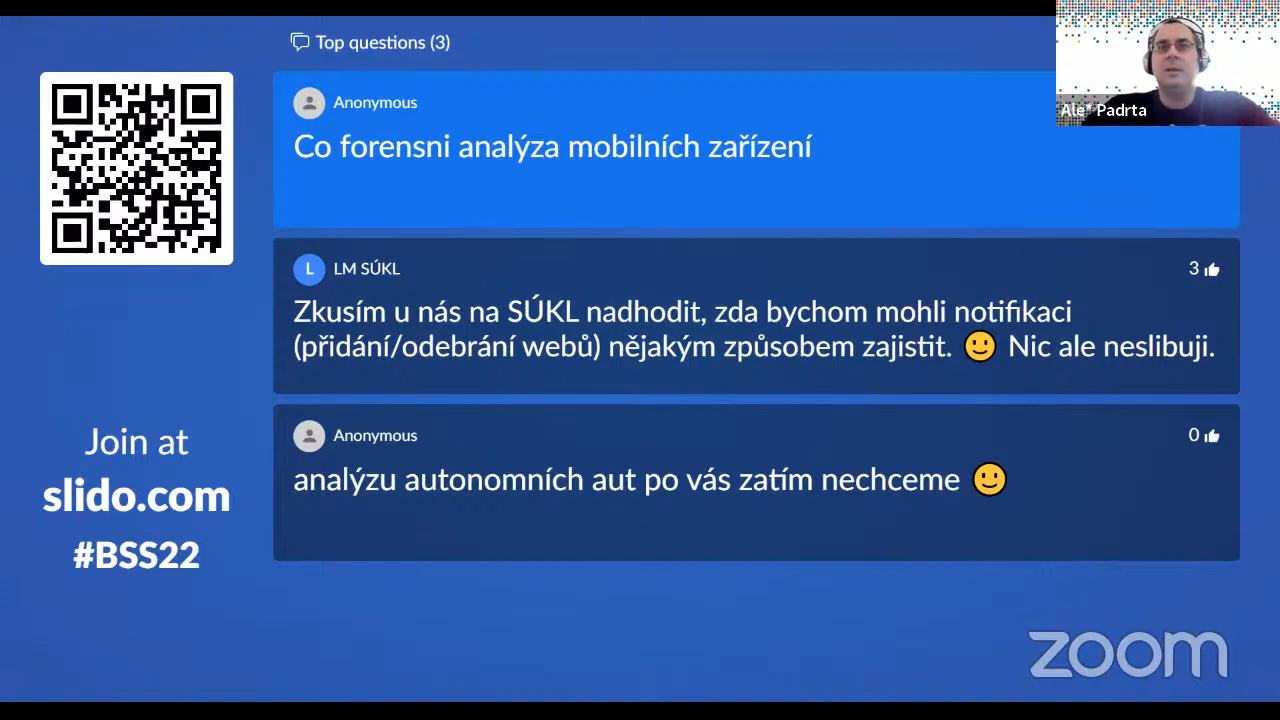 Top questions (3)
Anonymous
Co forensni analýza mobilních zařízení
Ale* Padrta
L
LM SÚKL
3
Zkusím u nás na SÚKL nadhodit, zda bychom mohli notifikaci
(přidání/odebrání webů) nějakým způsobem zajistit. 🙂 Nic ale neslibuji.
Anonymous
0
analýzu autonomních aut po vás zatím nechceme 🙂
Join at
slido.com
#BSS22
zoom